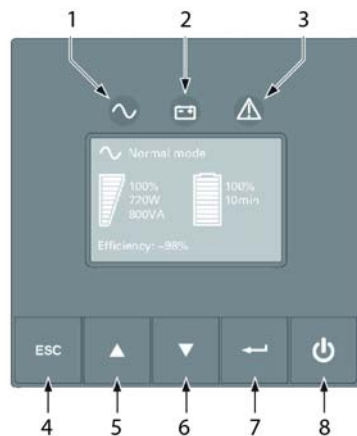 1 2 3
Normal mode
100% 100%
720W 10min
800VA
Efficiency: ~98%
ESC
4 5 6 7 8